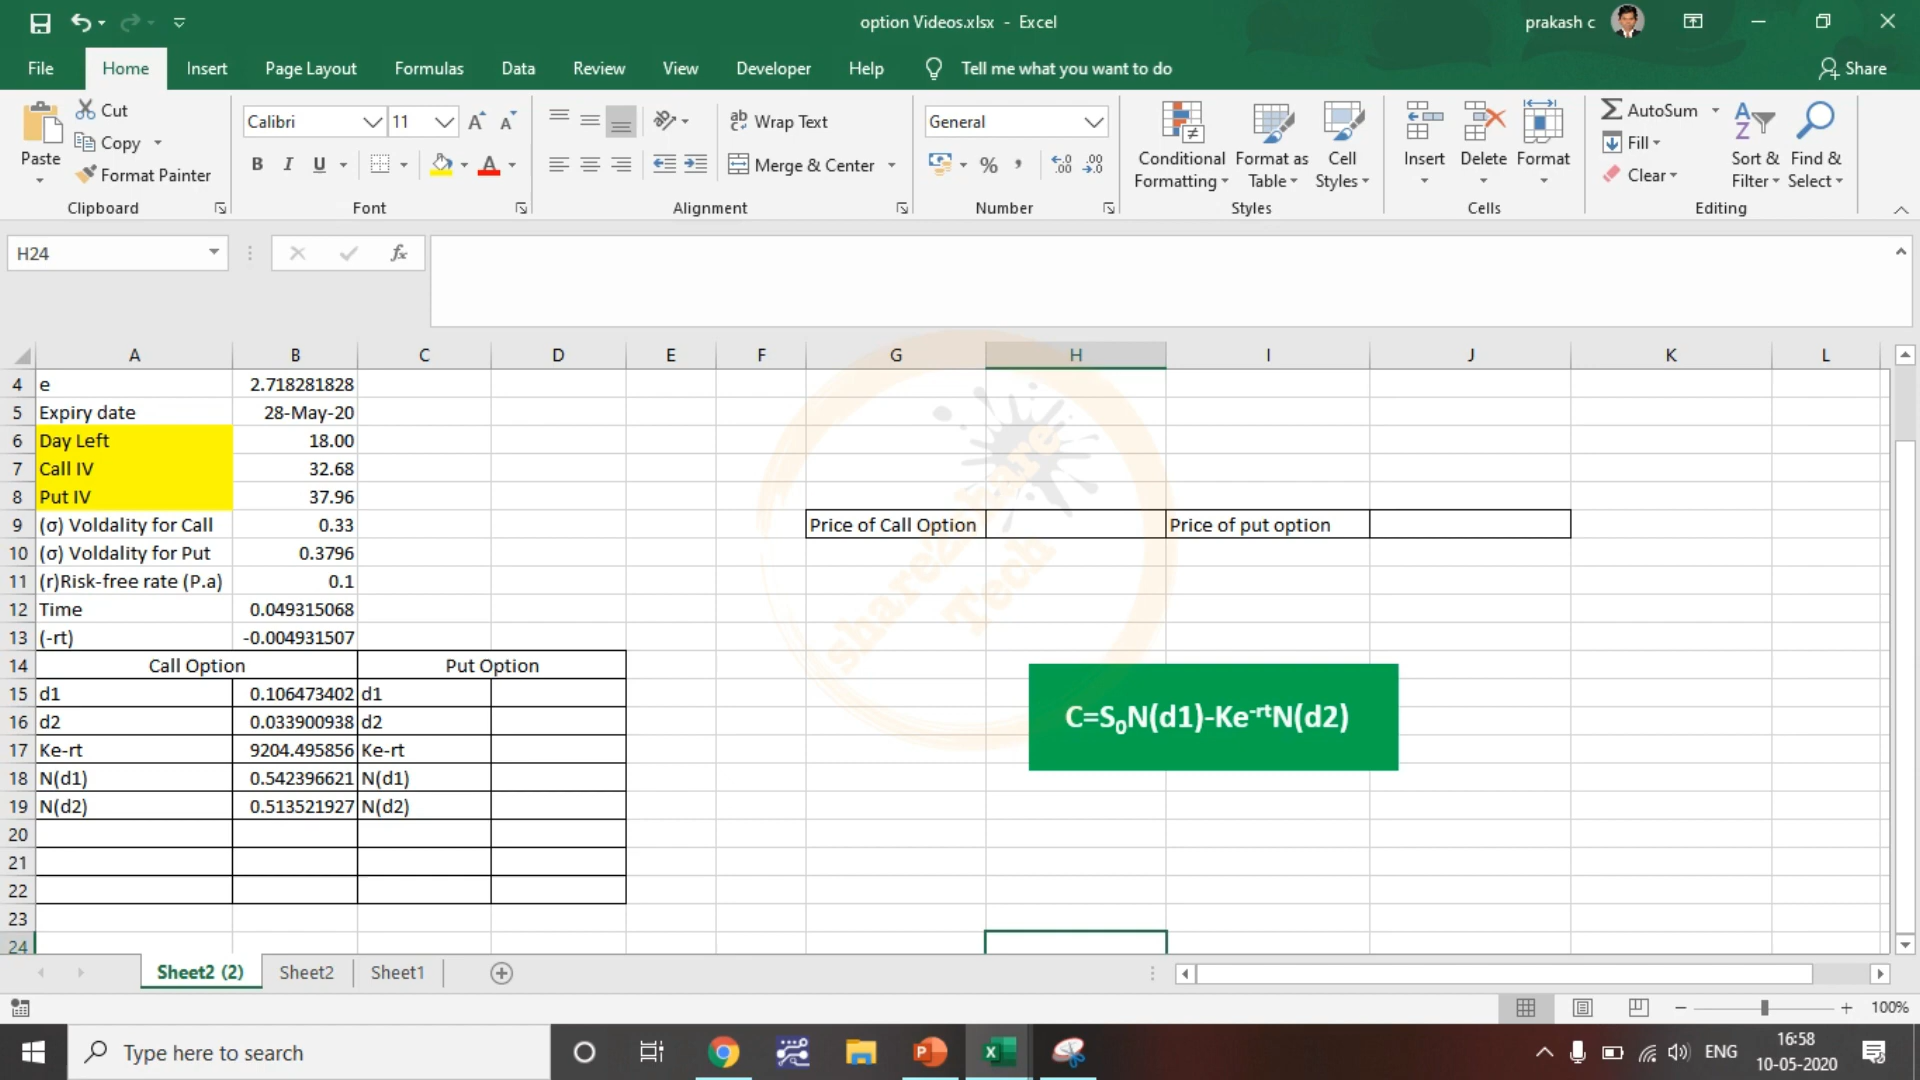 option Videos.xlsx - Excel
prakash c
File Home Insert Page Layout Formulas Data Review View Developer Help Tell me what you want to do Share
Paste
Cut
Copy
Format Painter
Clipboard
Calibri 11
B I U
Font
Wrap Text
Merge & Center
Alignment
General
Number
Conditional Formatting
Format as Table
Cell Styles
Styles
Insert Delete Format
Cells
AutoSum
Fill
Clear
Sort & Filter
Find & Select
Editing
H24
fx
A B C D E F G H I J K L
4 e 2.718281828
5 Expiry date 28-May-20
6 Day Left 18.00
7 Call IV 32.68
8 Put IV 37.96
9 (σ) Voldality for Call 0.33 Price of Call Option Price of put option
10 (σ) Voldality for Put 0.3796
11 (r)Risk-free rate (P.a) 0.1
12 Time 0.049315068
13 (-rt) -0.004931507
14 Call Option Put Option
15 d1 0.106473402 d1
16 d2 0.033900938 d2
17 Ke-rt 9204.495856 Ke-rt
18 N(d1) 0.542396621 N(d1)
19 N(d2) 0.513521927 N(d2)
20
21
22
23
24
C=S₀N(d1)-Ke⁻ʳᵗN(d2)
share2share
Tech
Sheet2 (2) Sheet2 Sheet1
100%
Type here to search
ENG
16:58
10-05-2020